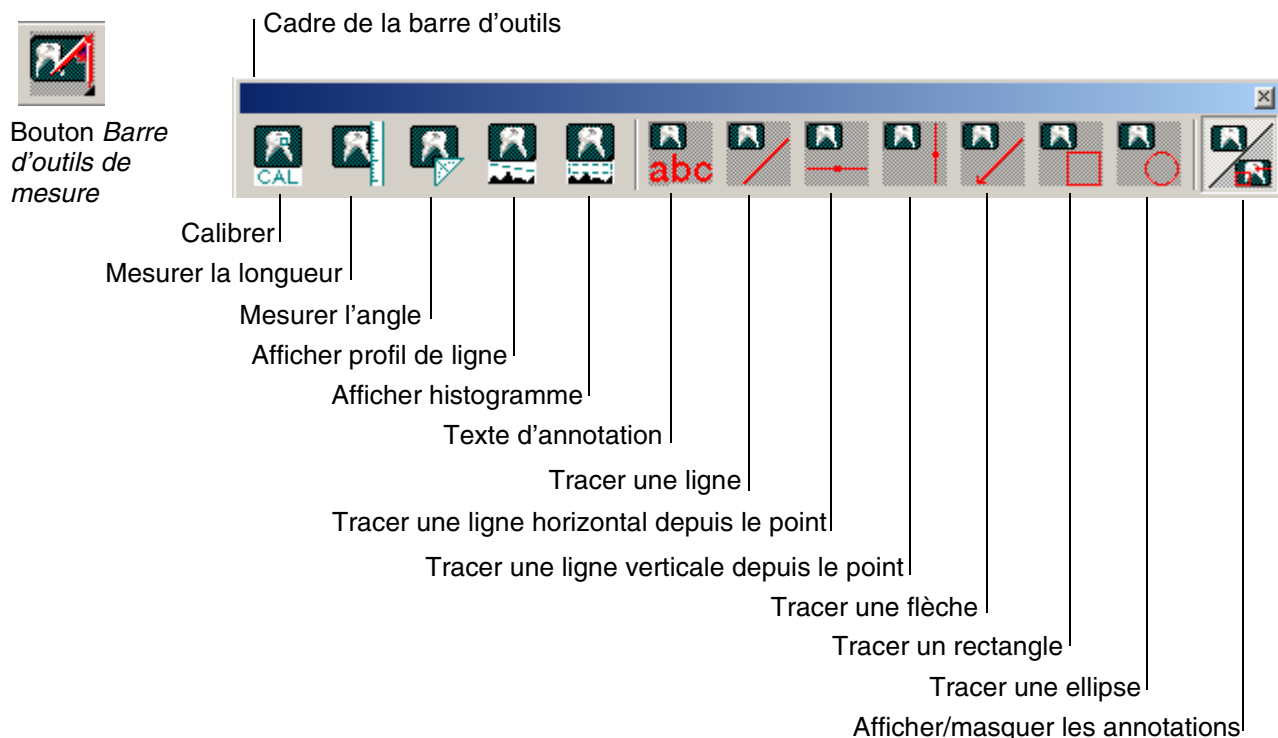 Cadre de la barre d’outils
Bouton Barre
d’outils de
mesure
CAL
abc
Calibrer
Mesurer la longueur
Mesurer l’angle
Afficher profil de ligne
Afficher histogramme
Texte d’annotation
Tracer une ligne
Tracer une ligne horizontal depuis le point
Tracer une ligne verticale depuis le point
Tracer une flèche
Tracer un rectangle
Tracer une ellipse
Afficher/masquer les annotations